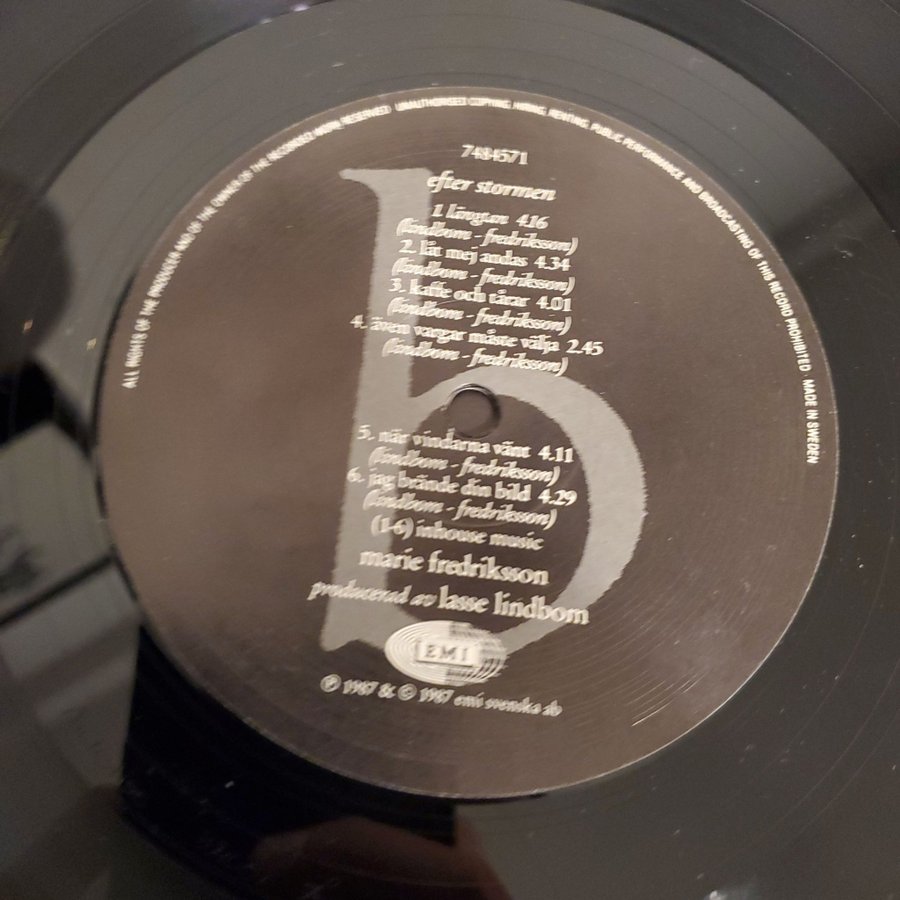 ALL RIGHTS OF THE PRODUCER AND OF THE OWNER OF THE RECORDED WORK RESERVED · UNAUTHORISED COPYING, HIRING, RENTING, PUBLIC PERFORMANCE AND BROADCASTING OF THIS RECORD PROHIBITED · MADE IN SWEDEN
7484571
efter stormen
1. längtan 4.16
(lindbom - fredriksson)
2. låt mej andas 4.34
(lindbom - fredriksson)
3. kaffe och tårar 4.01
(lindbom - fredriksson)
4. även vargar måste välja 2.45
(lindbom - fredriksson)
b
5. när vindarna vänt 4.11
(lindbom - fredriksson)
6. jag brände din bild 4.29
(lindbom - fredriksson)
(1-6) inhouse music
marie fredriksson
producerad av lasse lindbom
EMI
℗ 1987 & © 1987 emi svenska ab